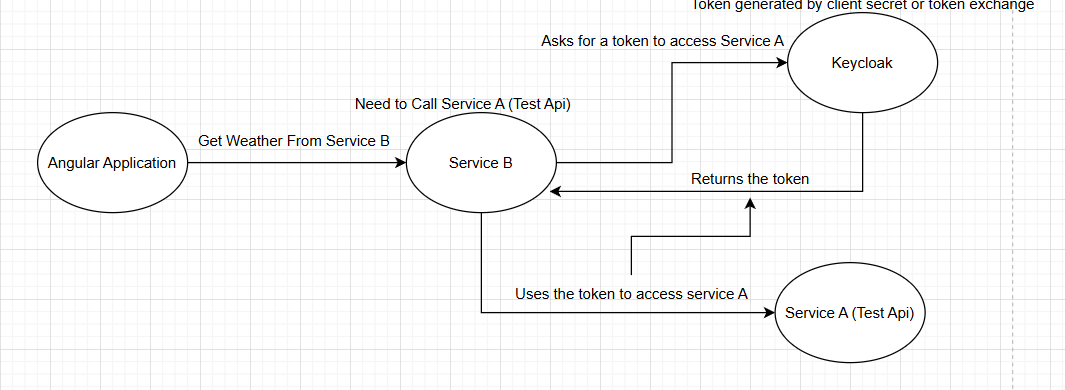 Token generated by client secret or token exchange
Asks for a token to access Service A
Keycloak
Need to Call Service A (Test Api)
Get Weather From Service B
Angular Application
Service B
Returns the token
Uses the token to access service A
Service A (Test Api)